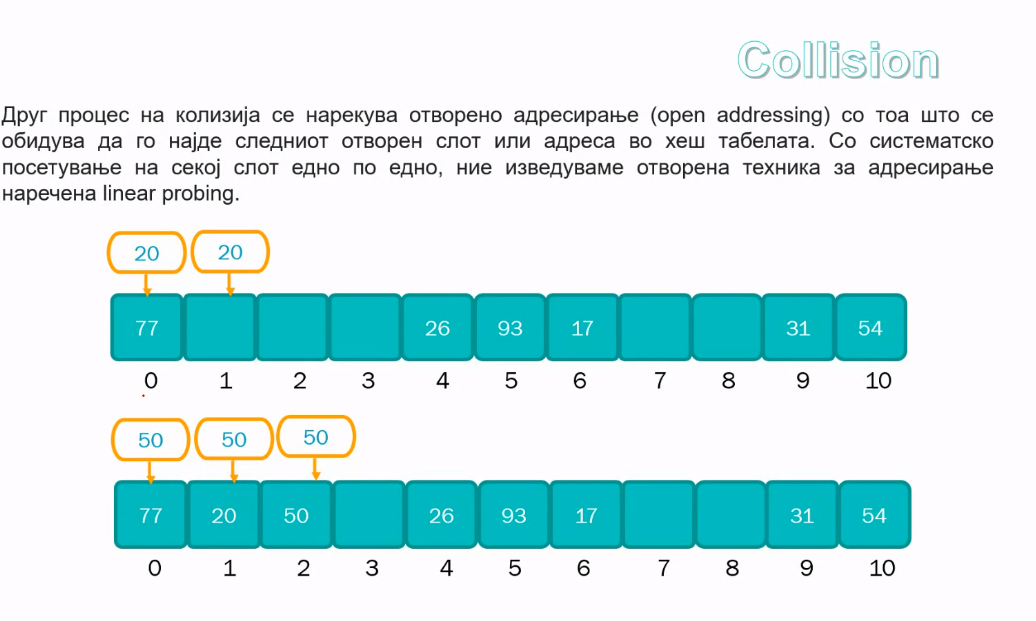 Collision
Друг процес на колизија се нарекува отворено адресирање (open addressing) со тоа што се
обидува да го најде следниот отворен слот или адреса во хеш табелата. Со систематско
посетување на секој слот едно по едно, ние изведуваме отворена техника за адресирање
наречена linear probing.
20 20
77 26 93 17 31 54
0 1 2 3 4 5 6 7 8 9 10
50 50 50
77 20 50 26 93 17 31 54
0 1 2 3 4 5 6 7 8 9 10